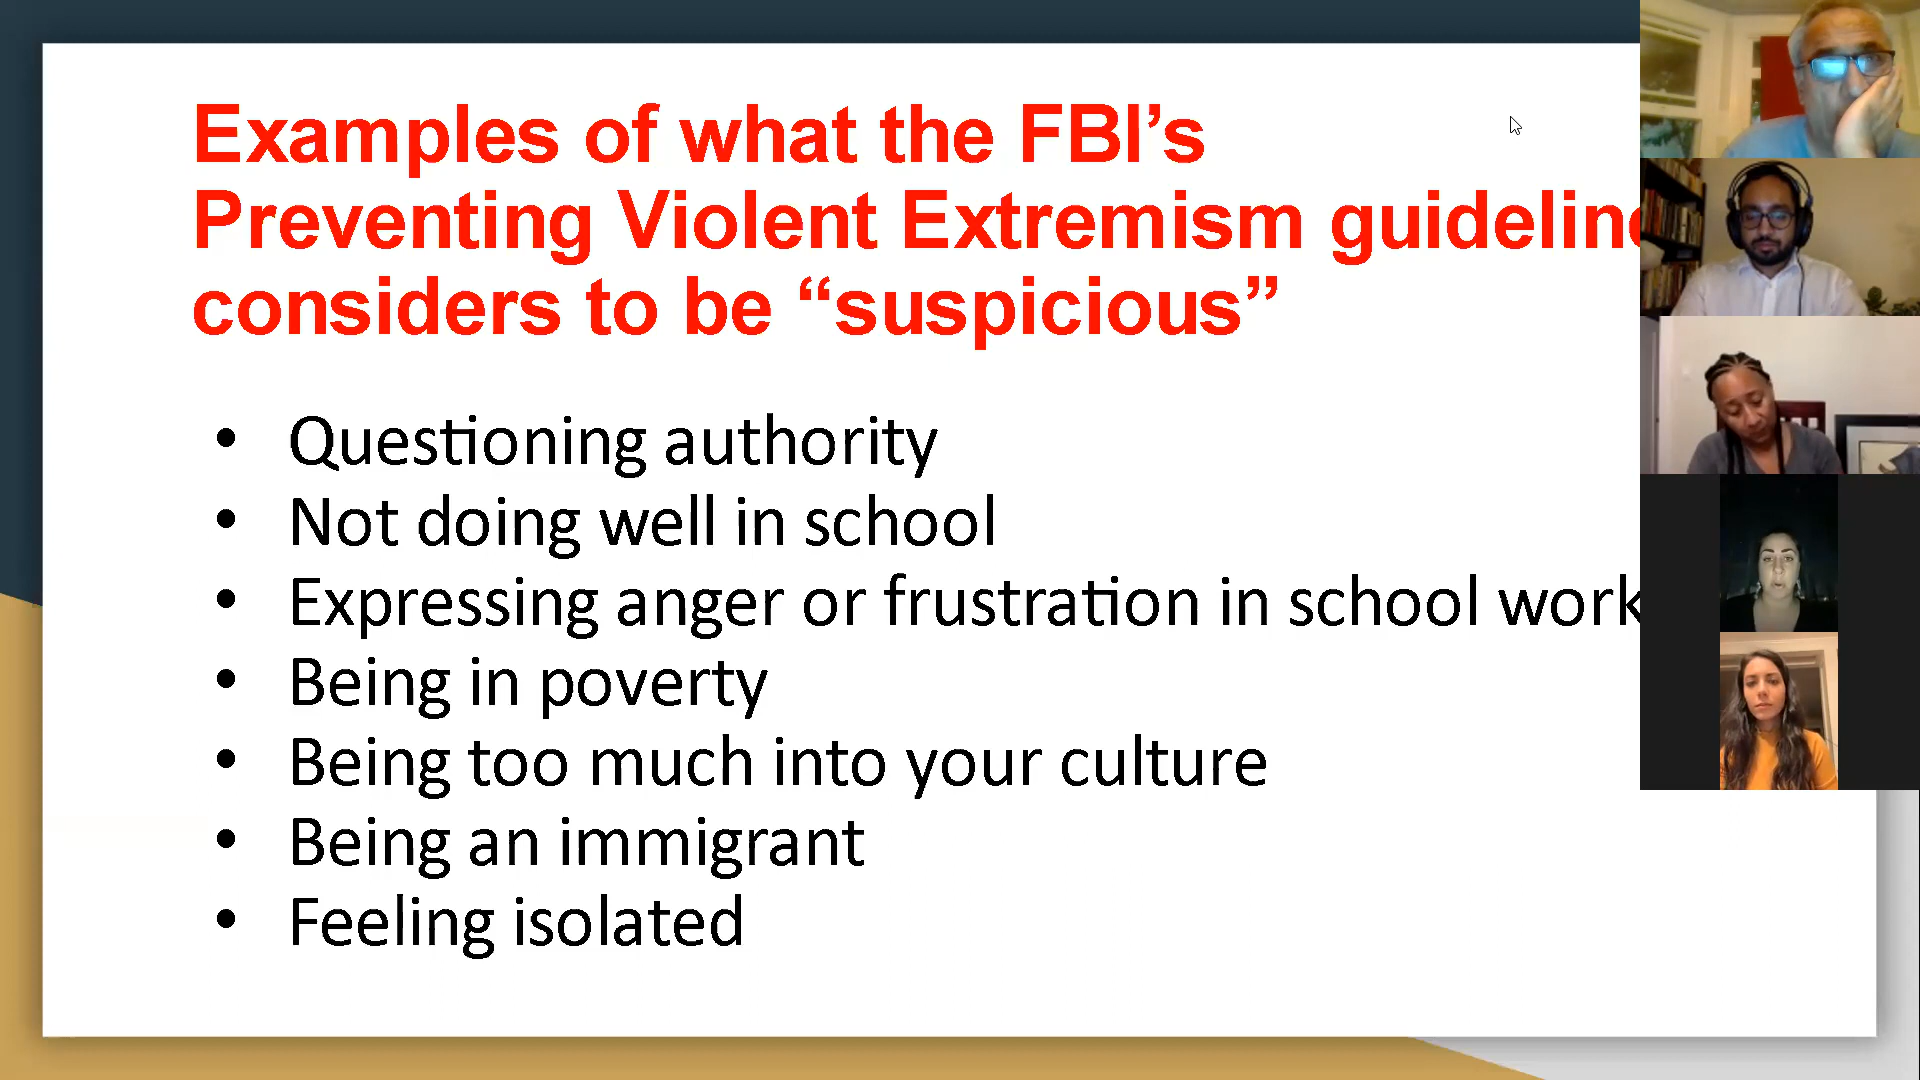 Examples of what the FBI’s
Preventing Violent Extremism
considers to be “suspicious”
• Questioning authority
• Not doing well in school
• Expressing anger or frustration in school work
• Being in poverty
• Being too much into your culture
• Being an immigrant
• Feeling isolated